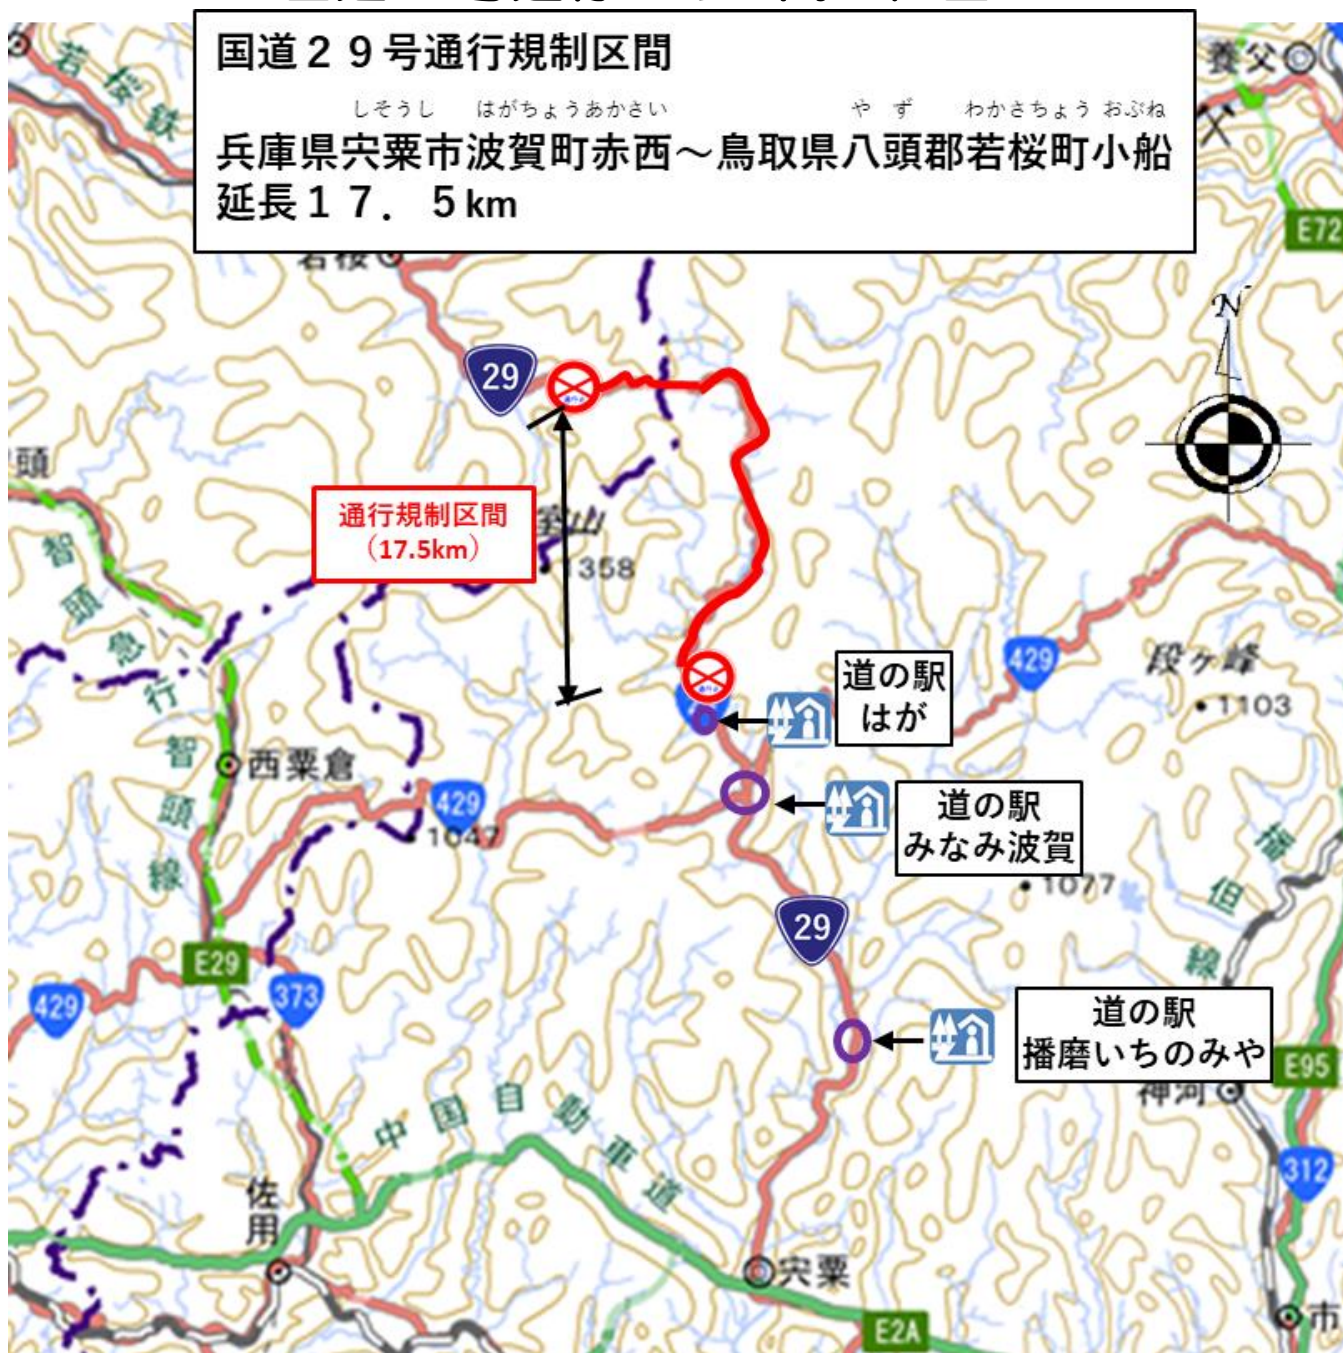 国道２９号通行規制区間
しそうし はがちょうあかさい やず わかさちょう おぶね
兵庫県宍粟市波賀町赤西～鳥取県八頭郡若桜町小船
延長１７．５km
若桜鉄
養父
E72
若桜
N
29
頭
通行規制区間
（17.5km）
山
1358
429
段ヶ峰
1103
道の駅
はが
智頭急行智頭線
西粟倉
429
1047
道の駅
みなみ波賀
1077
播但線
29
E29
373
429
道の駅
播磨いちのみや
E95
神河
中国自動車道
312
佐用
宍粟
E2A
市